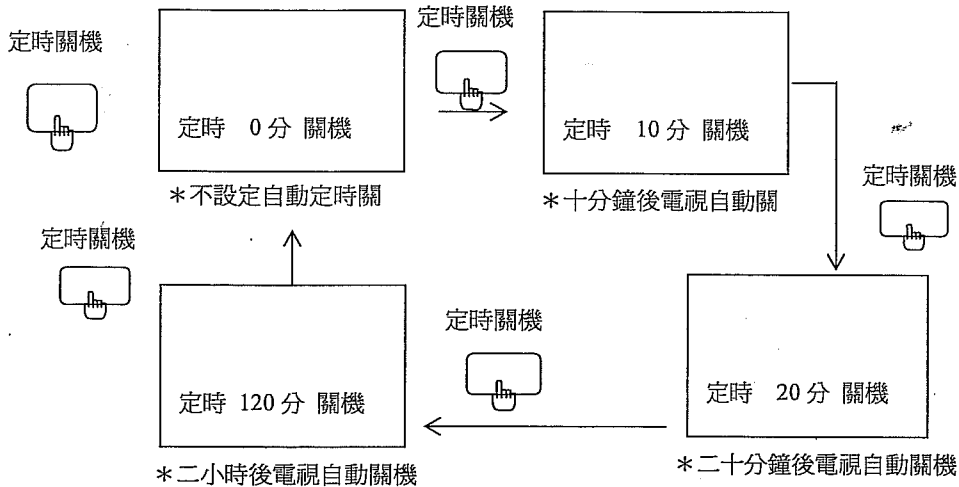 定時關機
定時 0分 關機
＊不設定自動定時關
定時關機
定時 10分 關機
＊十分鐘後電視自動關
定時關機
定時 20分 關機
＊二十分鐘後電視自動關機
定時關機
定時 120分 關機
＊二小時後電視自動關機
定時關機